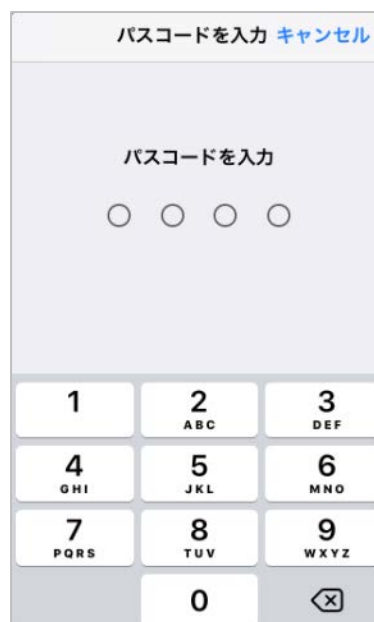 パスコードを入力 キャンセル
パスコードを入力
1 2 3
ABC DEF
4 5 6
GHI JKL MNO
7 8 9
PQRS TUV WXYZ
0